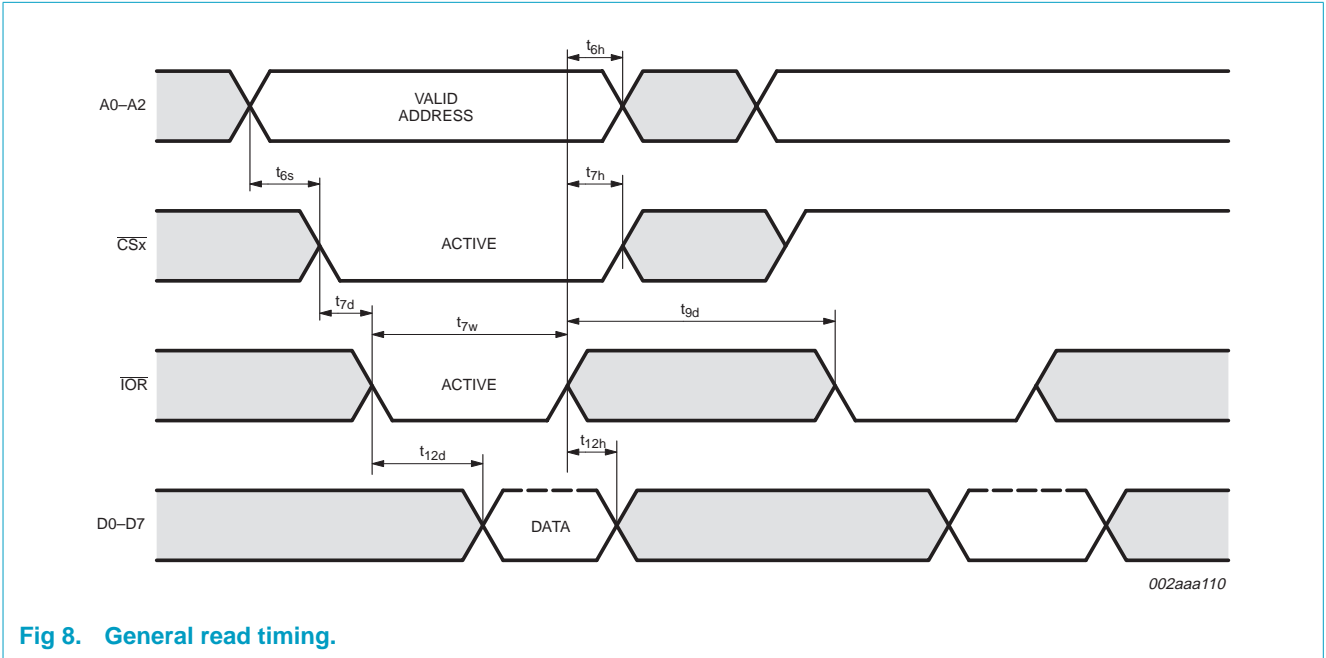 t6h
A0–A2
VALID
ADDRESS
t6s
t7h
CSx
ACTIVE
t7d
t7w
t9d
IOR
ACTIVE
t12d
t12h
D0–D7
DATA
002aaa110
Fig 8. General read timing.